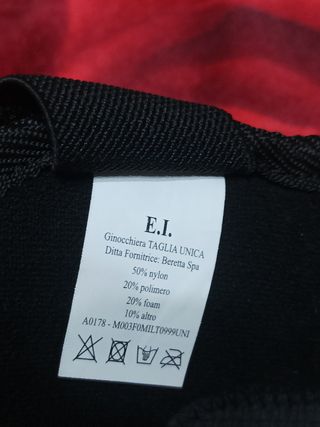 E.I.
Ginocchiera TAGLIA UNICA
Ditta Fornitrice: Beretta Spa
50% nylon
20% polimero
20% foam
10% altro
A0178 - M003F0MILT0999UNI